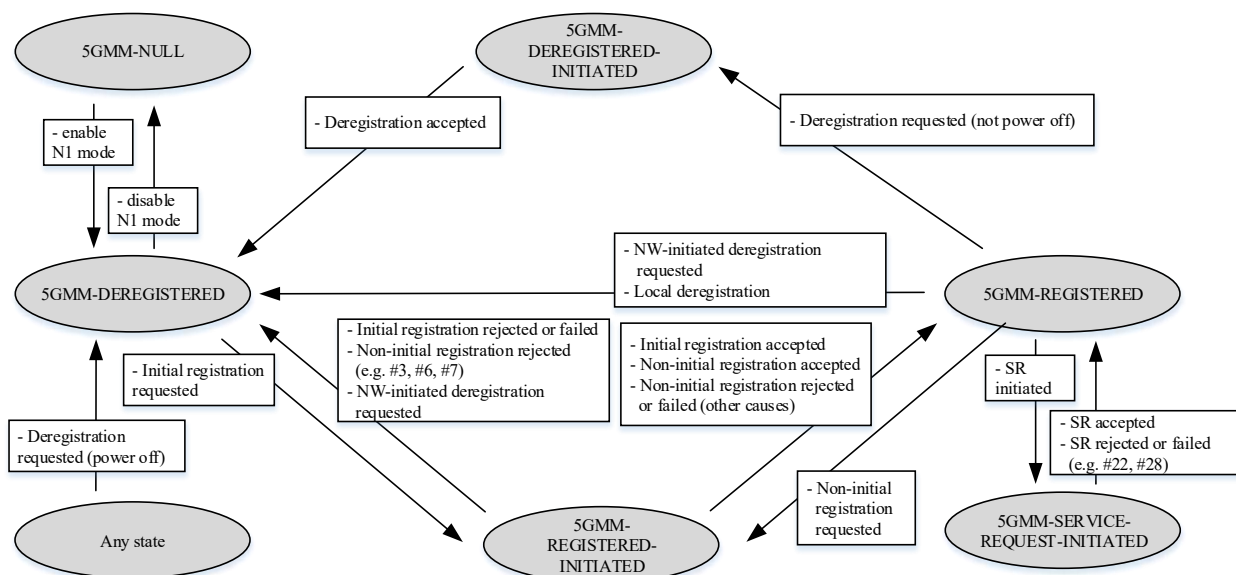 5GMM-NULL
5GMM-
DEREGISTERED-
INITIATED
- enable
N1 mode
- disable
N1 mode
- Deregistration accepted
- Deregistration requested (not power off)
5GMM-DEREGISTERED
- NW-initiated deregistration
requested
- Local deregistration
5GMM-REGISTERED
- Initial registration
requested
- Initial registration rejected or failed
- Non-initial registration rejected
(e.g. #3, #6, #7)
- NW-initiated deregistration
requested
- Initial registration accepted
- Non-initial registration accepted
- Non-initial registration rejected
or failed (other causes)
- SR
initiated
- SR accepted
- SR rejected or failed
(e.g. #22, #28)
- Deregistration
requested (power off)
- Non-initial
registration
requested
Any state
5GMM-
REGISTERED-
INITIATED
5GMM-SERVICE-
REQUEST-INITIATED